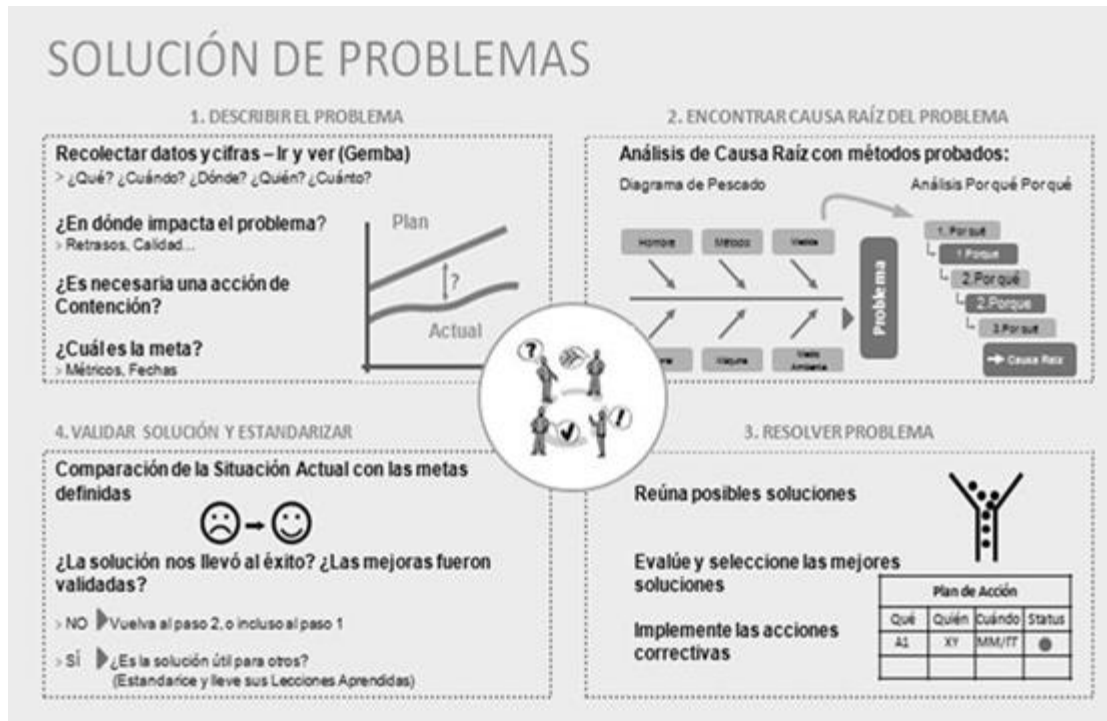 SOLUCIÓN DE PROBLEMAS
1. DESCRIBIR EL PROBLEMA
Recolectar datos y cifras – Ir y ver (Gemba)
> ¿Qué? ¿Cuándo? ¿Dónde? ¿Quién? ¿Cuánto?
¿En dónde impacta el problema?
> Retrasos, Calidad...
¿Es necesaria una acción de
Contención?
¿Cuál es la meta?
> Métricos, Fechas
Plan
?
Actual
2. ENCONTRAR CAUSA RAÍZ DEL PROBLEMA
Análisis de Causa Raíz con métodos probados:
Diagrama de Pescado
Análisis Por qué Por qué
Hombre
Método
Problema
Máquina
Medio
Ambiente
1. Por qué
1 Porque
2. Por qué
2. Porque
3. Por qué
Causa Raíz
?
!
3. RESOLVER PROBLEMA
Reúna posibles soluciones
Evalúe y seleccione las mejores
soluciones
Implemente las acciones
correctivas
Plan de Acción
Qué Quién Cuándo Status
A1 XY MM/TT
4. VALIDAR SOLUCIÓN Y ESTANDARIZAR
Comparación de la Situación Actual con las metas
definidas
¿La solución nos llevó al éxito? ¿Las mejoras fueron
validadas?
> NO Vuelva al paso 2, o incluso al paso 1
> SÍ ¿Es la solución útil para otros?
(Estandarice y lleve sus Lecciones Aprendidas)